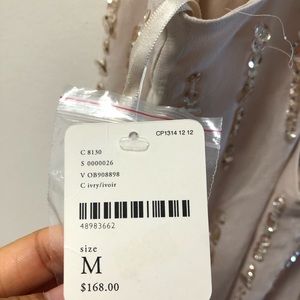 CP1314 12 12
C 8130
S 0000026
V OB908898
C ivry/ivoir
48983662
size
M
$168.00